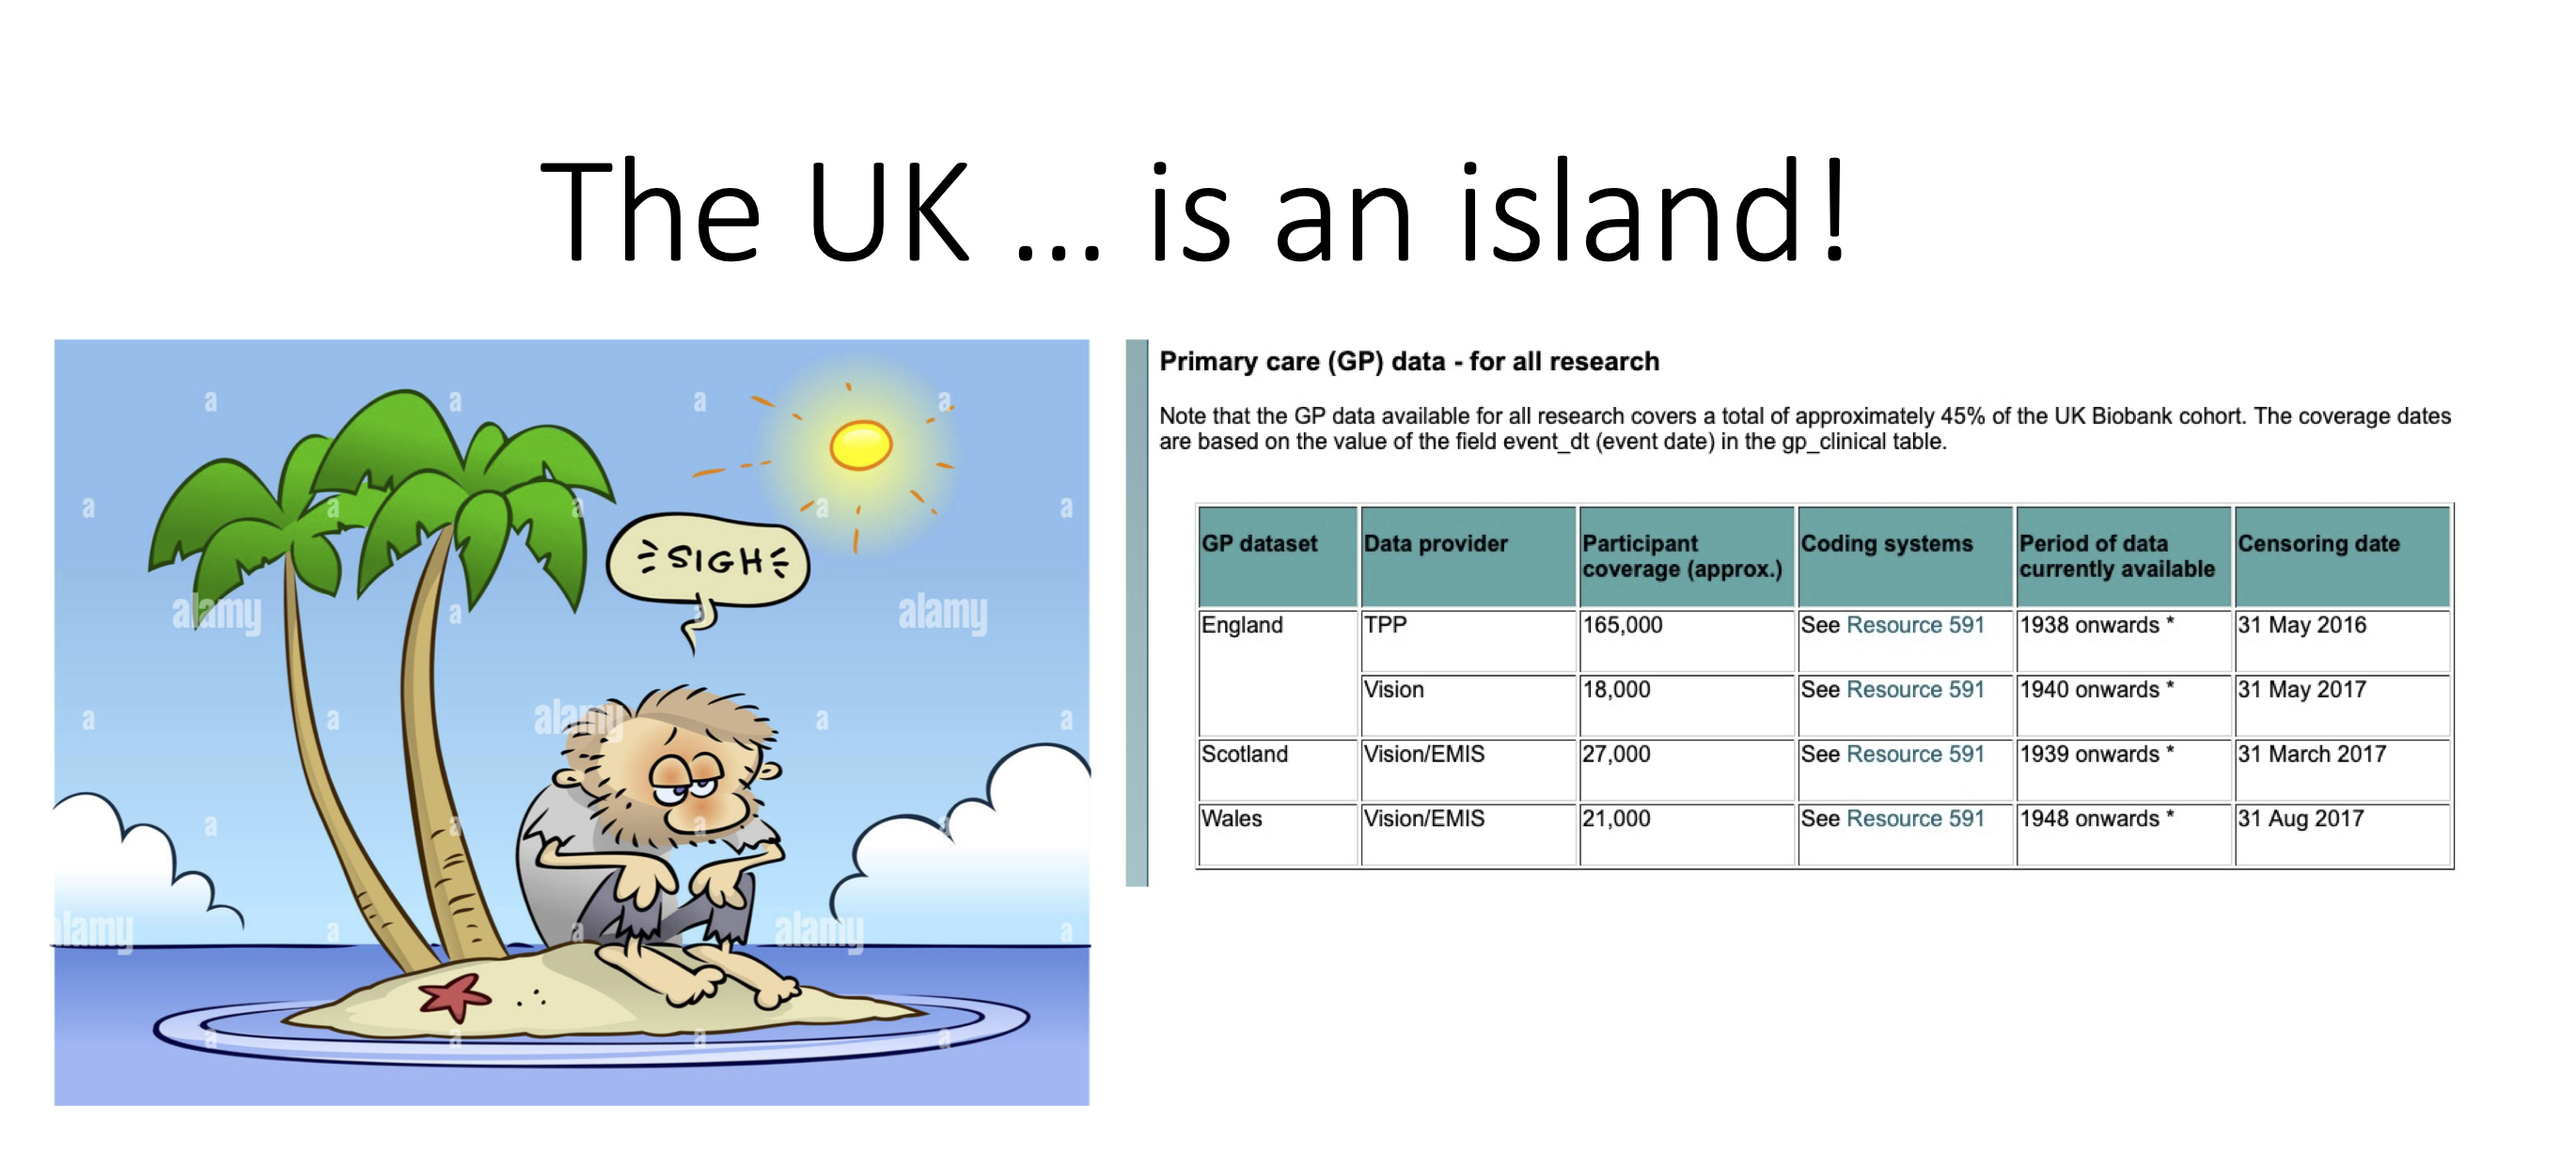 The UK ... is an island!
SIGH
alamy
alamy
alamy
alamy
alamy
Primary care (GP) data - for all research
Note that the GP data available for all research covers a total of approximately 45% of the UK Biobank cohort. The coverage dates
are based on the value of the field event_dt (event date) in the gp_clinical table.
GP dataset Data provider Participant coverage (approx.) Coding systems Period of data currently available Censoring date
England TPP 165,000 See Resource 591 1938 onwards * 31 May 2016
Vision 18,000 See Resource 591 1940 onwards * 31 May 2017
Scotland Vision/EMIS 27,000 See Resource 591 1939 onwards * 31 March 2017
Wales Vision/EMIS 21,000 See Resource 591 1948 onwards * 31 Aug 2017